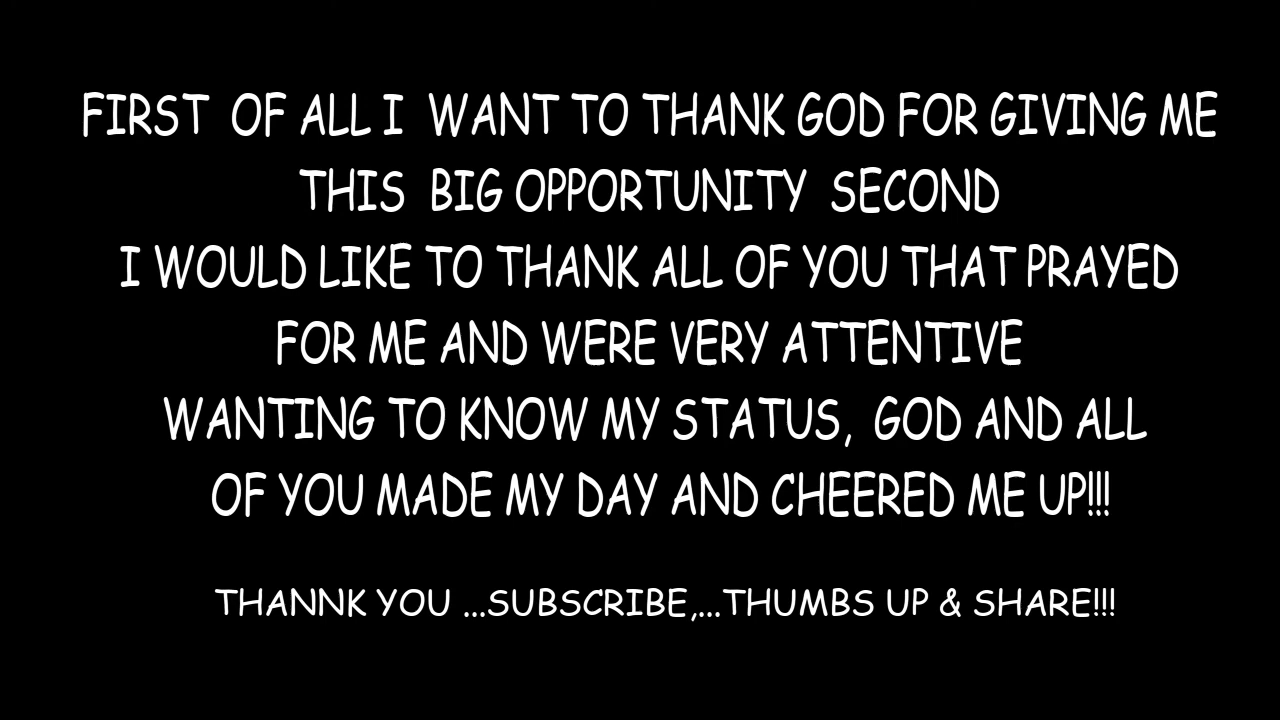 FIRST OF ALL I WANT TO THANK GOD FOR GIVING ME
THIS BIG OPPORTUNITY SECOND
I WOULD LIKE TO THANK ALL OF YOU THAT PRAYED
FOR ME AND WERE VERY ATTENTIVE
WANTING TO KNOW MY STATUS, GOD AND ALL
OF YOU MADE MY DAY AND CHEERED ME UP!!!
THANNK YOU ...SUBSCRIBE,...THUMBS UP & SHARE!!!